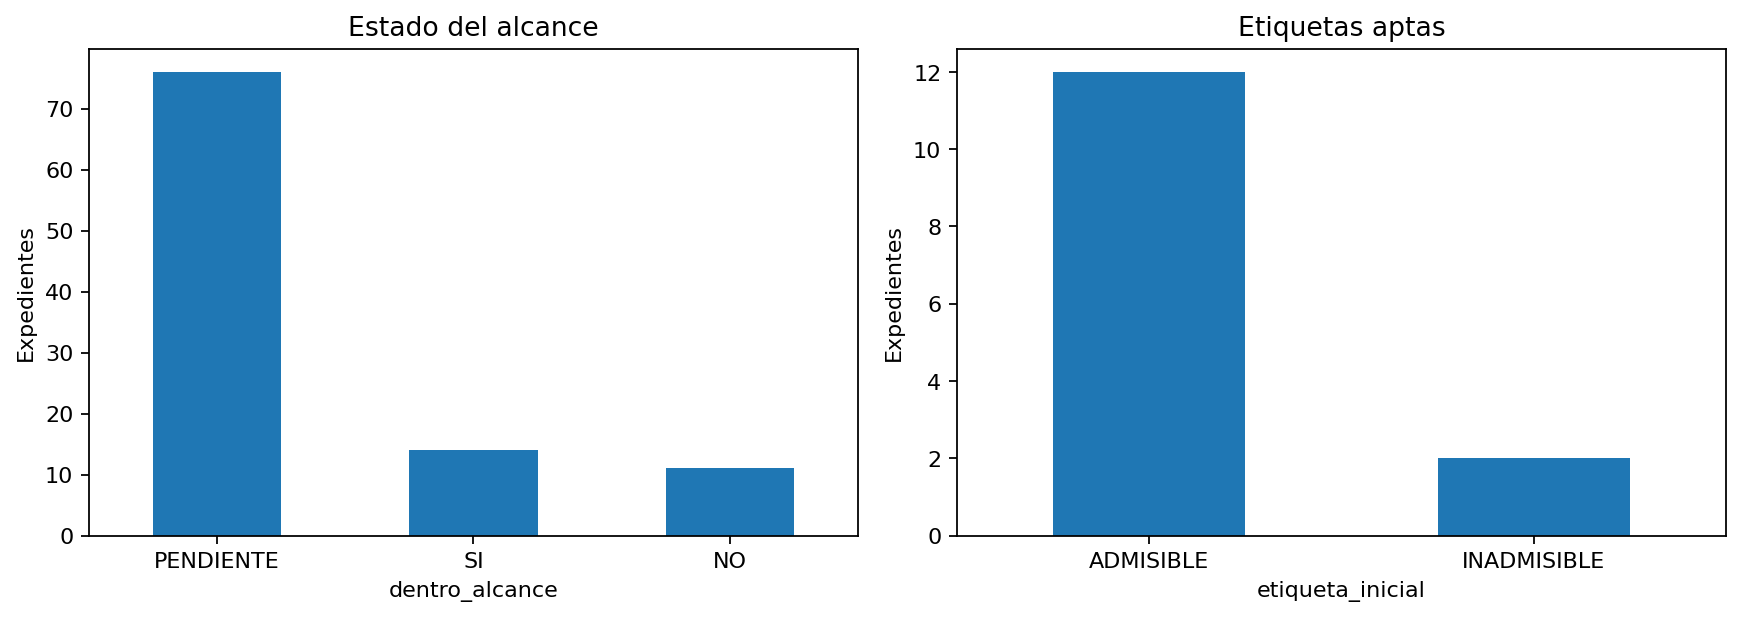 Estado del alcance
Expedientes
70
60
50
40
30
20
10
0
PENDIENTE SI NO
dentro_alcance
Etiquetas aptas
Expedientes
12
10
8
6
4
2
0
ADMISIBLE INADMISIBLE
etiqueta_inicial